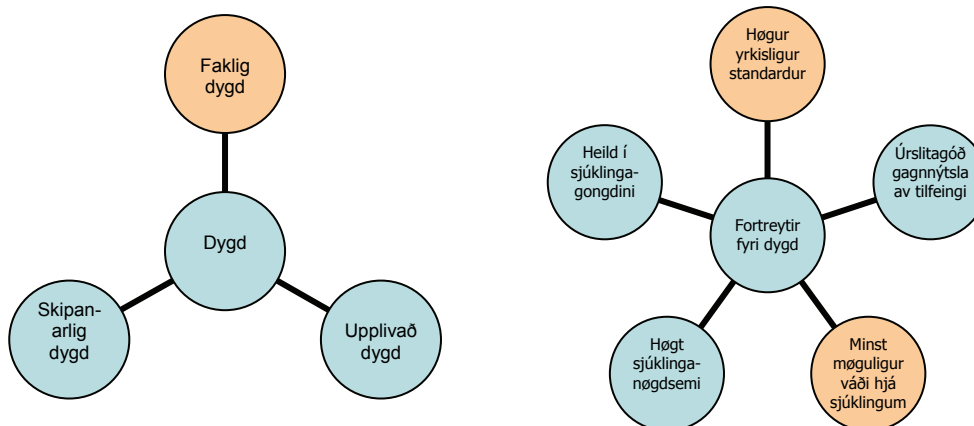 Faklig
dygd
Dygd
Skipan-
arlig
dygd
Upplivað
dygd
Høgur
yrkisligur
standardur
Heild í
sjúklinga-
gongdini
Úrslitagóð
gagnnýtsla
av tilfeingi
Fortreytir
fyri dygd
Høgt
sjúklinga-
nøgdsemi
Minst
møguligur
váði hjá
sjúklingum